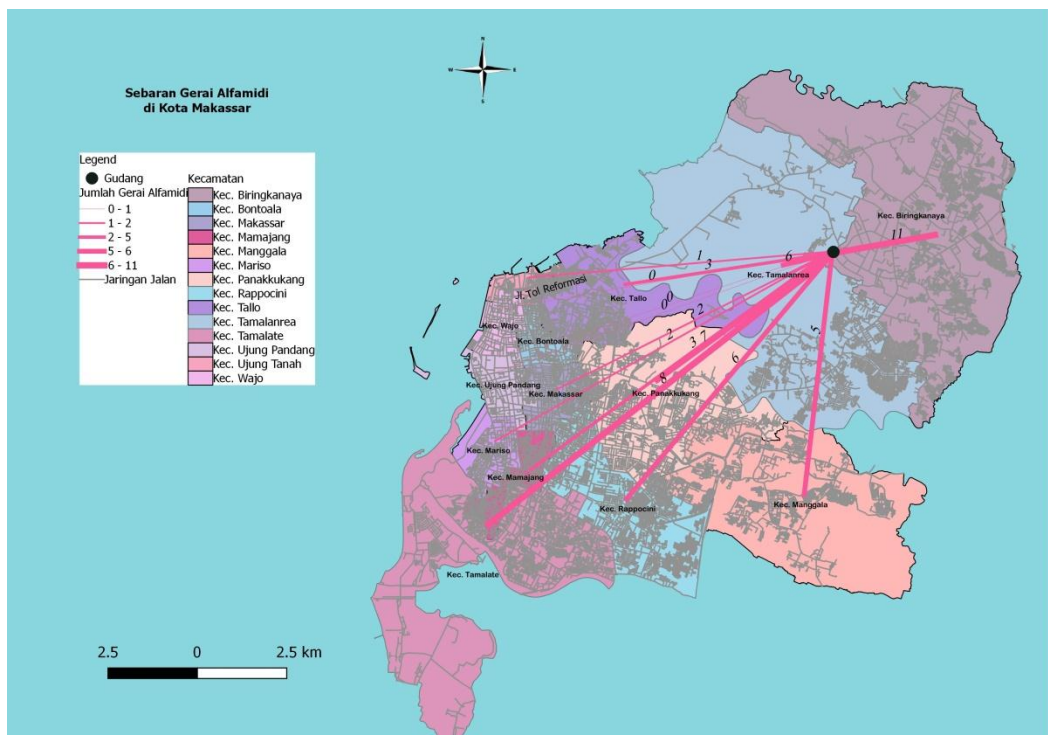 Sebaran Gerai Alfamidi
di Kota Makassar
N
W
E
S
Legend
Gudang
Jumlah Gerai Alfamidi
0 - 1
1 - 2
2 - 5
5 - 6
6 - 11
Jaringan Jalan
Kecamatan
Kec. Biringkanaya
Kec. Bontoala
Kec. Makassar
Kec. Mamajang
Kec. Manggala
Kec. Mariso
Kec. Panakkukang
Kec. Rappocini
Kec. Tallo
Kec. Tamalanrea
Kec. Tamalate
Kec. Ujung Pandang
Kec. Ujung Tanah
Kec. Wajo
Kec. Biringkanaya
11
1
3
6
0
Kec. Tamalanrea
Jl. Tol Reformasi
Kec. Tallo
0
0
2
Kec. Wajo
Kec. Bontoala
2
3
7
6
8
Kec. Ujung Pandang
Kec. Makassar
Kec. Panakkukang
Kec. Mariso
Kec. Mamajang
Kec. Rappocini
Kec. Manggala
Kec. Tamalate
2.5
0
2.5 km